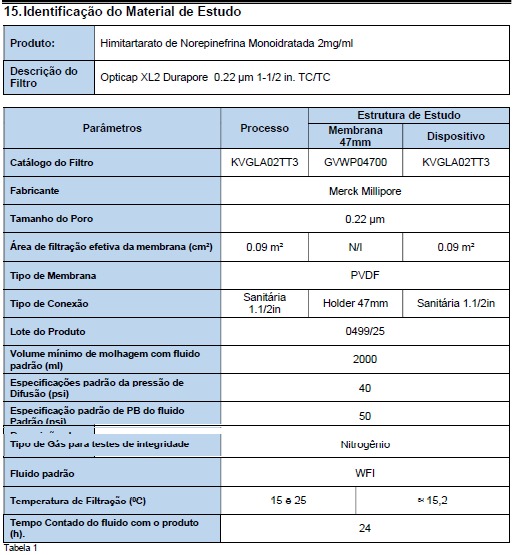 15.Identificação do Material de Estudo
Produto: Himitartarato de Norepinefrina Monoidratada 2mg/ml
Descrição do
Filtro Opticap XL2 Durapore 0.22 µm 1-1/2 in. TC/TC
Parâmetros Processo Estrutura de Estudo
Membrana
47mm Dispositivo
Catálogo do Filtro KVGLA02TT3 GVWP04700 KVGLA02TT3
Fabricante Merck Millipore
Tamanho do Poro 0.22 µm
Área de filtração efetiva da membrana (cm²) 0.09 m² N/I 0.09 m²
Tipo de Membrana PVDF
Tipo de Conexão Sanitária
1.1/2in Holder 47mm Sanitária 1.1/2in
Lote do Produto 0499/25
Volume mínimo de molhagem com fluido
padrão (ml) 2000
Especificações padrão da pressão de
Difusão (psi) 40
Especificação padrão de PB do fluido
Padrão (psi) 50
Tipo de Gás para testes de integridade Nitrogênio
Fluido padrão WFI
Temperatura de Filtração (ºC) 15 e 25 ≈ 15,2
Tempo Contado do fluido com o produto
(h). 24
Tabela 1